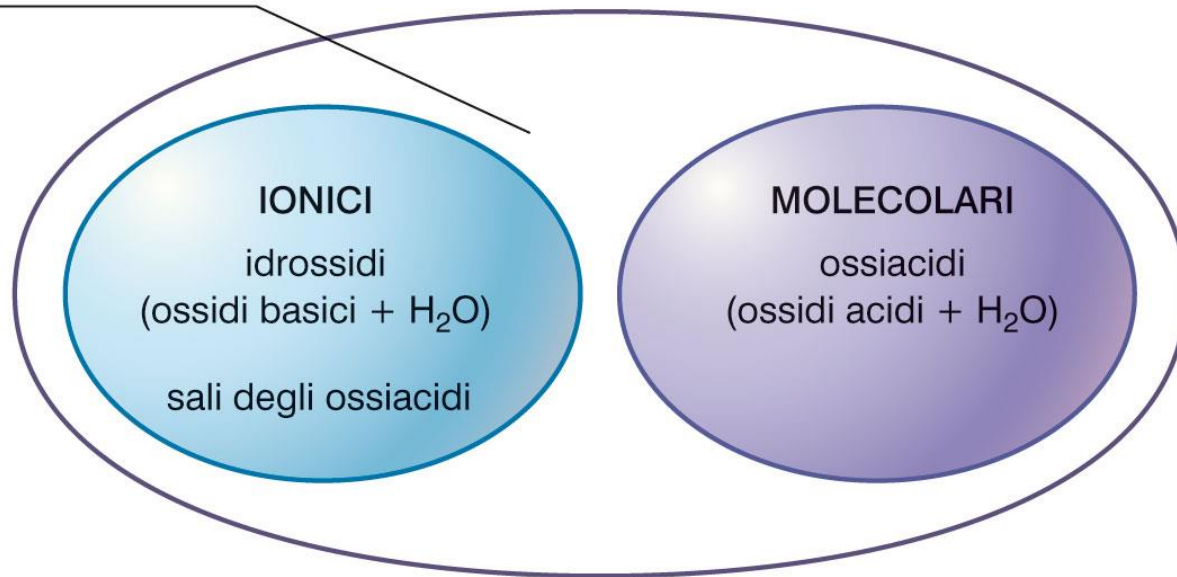 IONICI
idrossidi
(ossidi basici + H₂O)
sali degli ossiacidi
MOLECOLARI
ossiacidi
(ossidi acidi + H₂O)